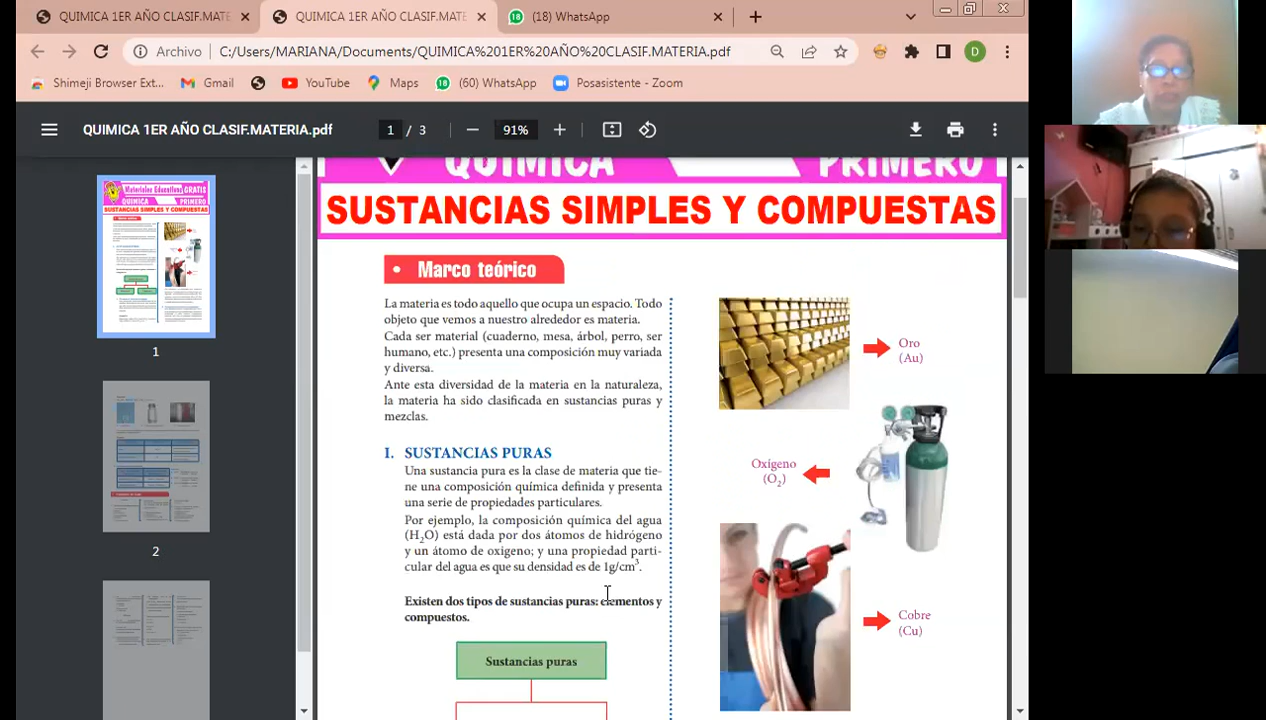 QUIMICA 1ER AÑO CLASIF.MATE
QUIMICA 1ER AÑO CLASIF.MATE
(18) WhatsApp
Archivo
C:/Users/MARIANA/Documents/QUIMICA%201ER%20AÑO%20CLASIF.MATERIA.pdf
D
Shimeji Browser Ext...
Gmail
YouTube
Maps
(60) WhatsApp
Posasistente - Zoom
QUIMICA 1ER AÑO CLASIF.MATERIA.pdf
1 / 3
91%
Materiales Educativos GRATIS
QUIMICA PRIMERO
SUSTANCIAS SIMPLES Y COMPUESTAS
1
2
QUIMICA PRIMERO
SUSTANCIAS SIMPLES Y COMPUESTAS
• Marco teórico
La materia es todo aquello que ocupa un espacio. Todo
objeto que vemos a nuestro alrededor es materia.
Cada ser material (cuaderno, mesa, árbol, perro, ser
humano, etc.) presenta una composición muy variada
y diversa.
Ante esta diversidad de la materia en la naturaleza,
la materia ha sido clasificada en sustancias puras y
mezclas.
I. SUSTANCIAS PURAS
Una sustancia pura es la clase de materia que tie-
ne una composición química definida y presenta
una serie de propiedades particulares.
Por ejemplo, la composición química del agua
(H₂O) está dada por dos átomos de hidrógeno
y un átomo de oxígeno; y una propiedad parti-
cular del agua es que su densidad es de 1g/cm³.
Existen dos tipos de sustancias puras: elementos y
compuestos.
Sustancias puras
Oro
(Au)
Oxígeno
(O₂)
Cobre
(Cu)